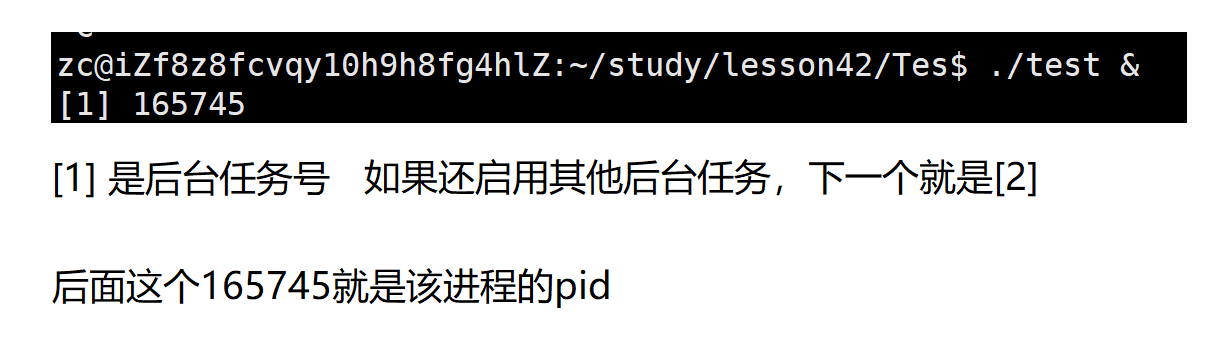 zc@iZf8z8fcvqy10h9h8fg4hlZ:~/study/lesson42/Tes$ ./test &
[1] 165745
[1] 是后台任务号 如果还启用其他后台任务，下一个就是[2]
后面这个165745就是该进程的pid